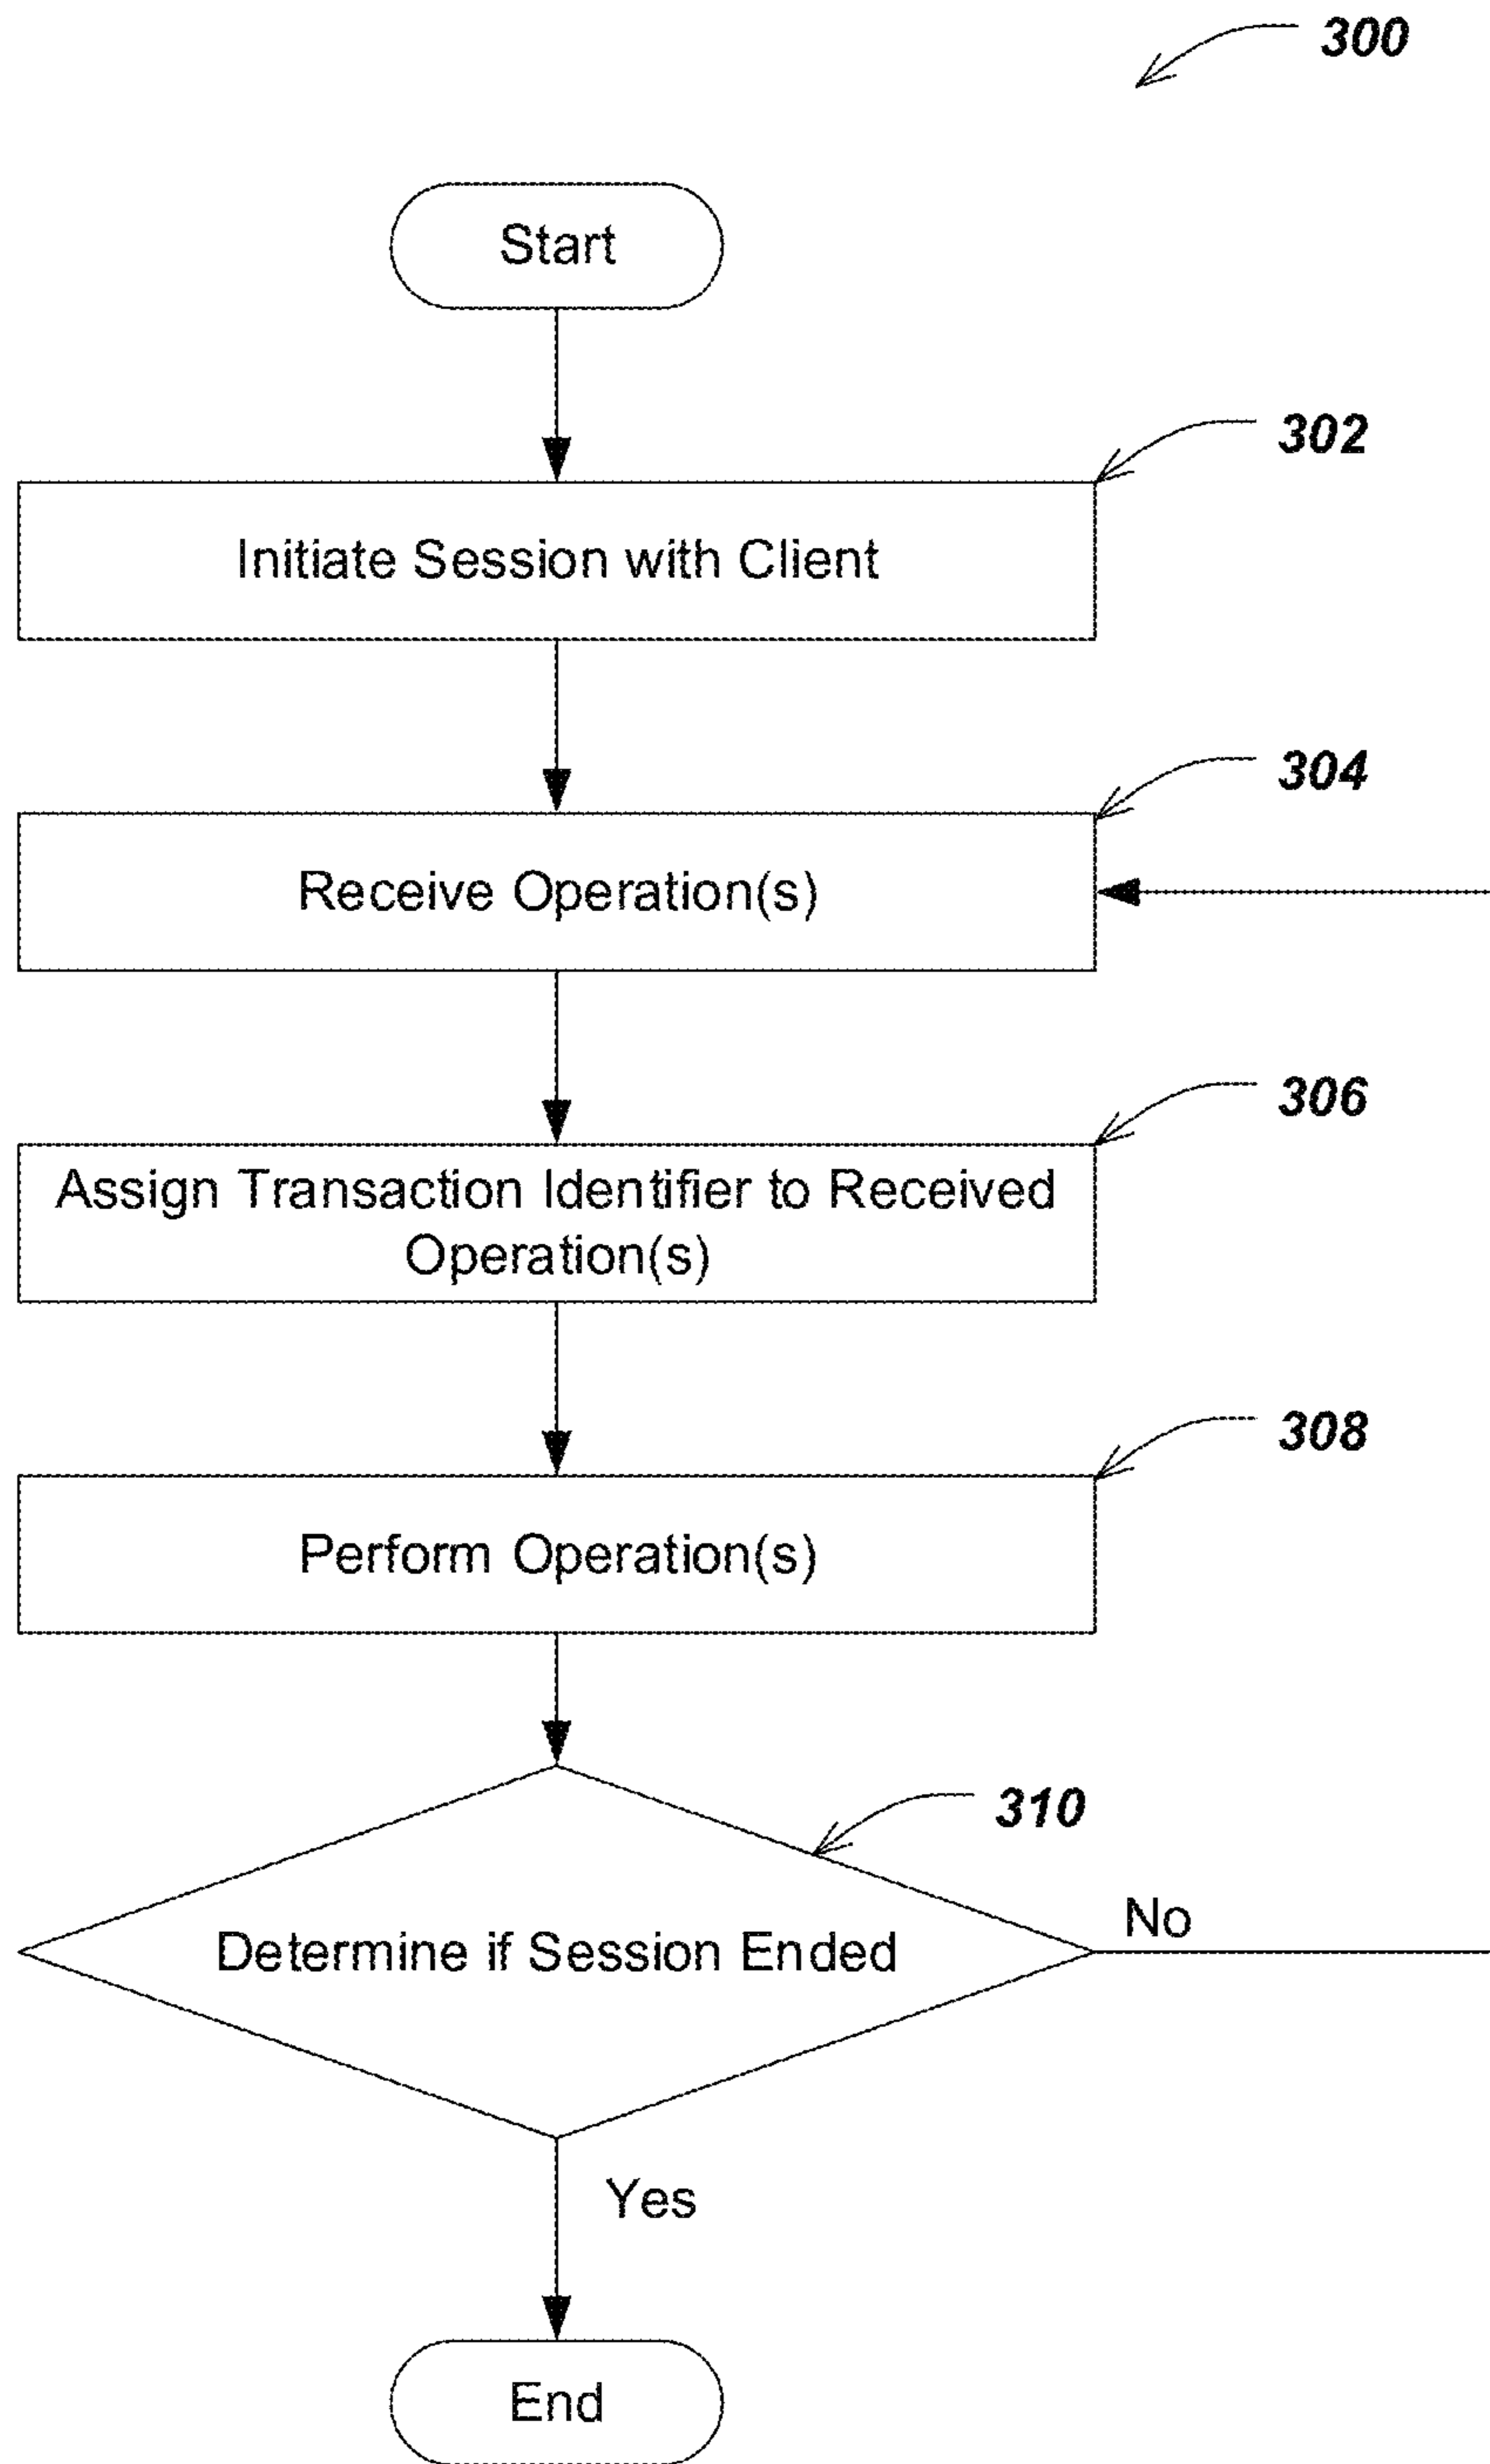 300
Start
302
Initiate Session with Client
304
Receive Operation(s)
306
Assign Transaction Identifier to Received
Operation(s)
308
Perform Operation(s)
310
Determine if Session Ended
No
Yes
End